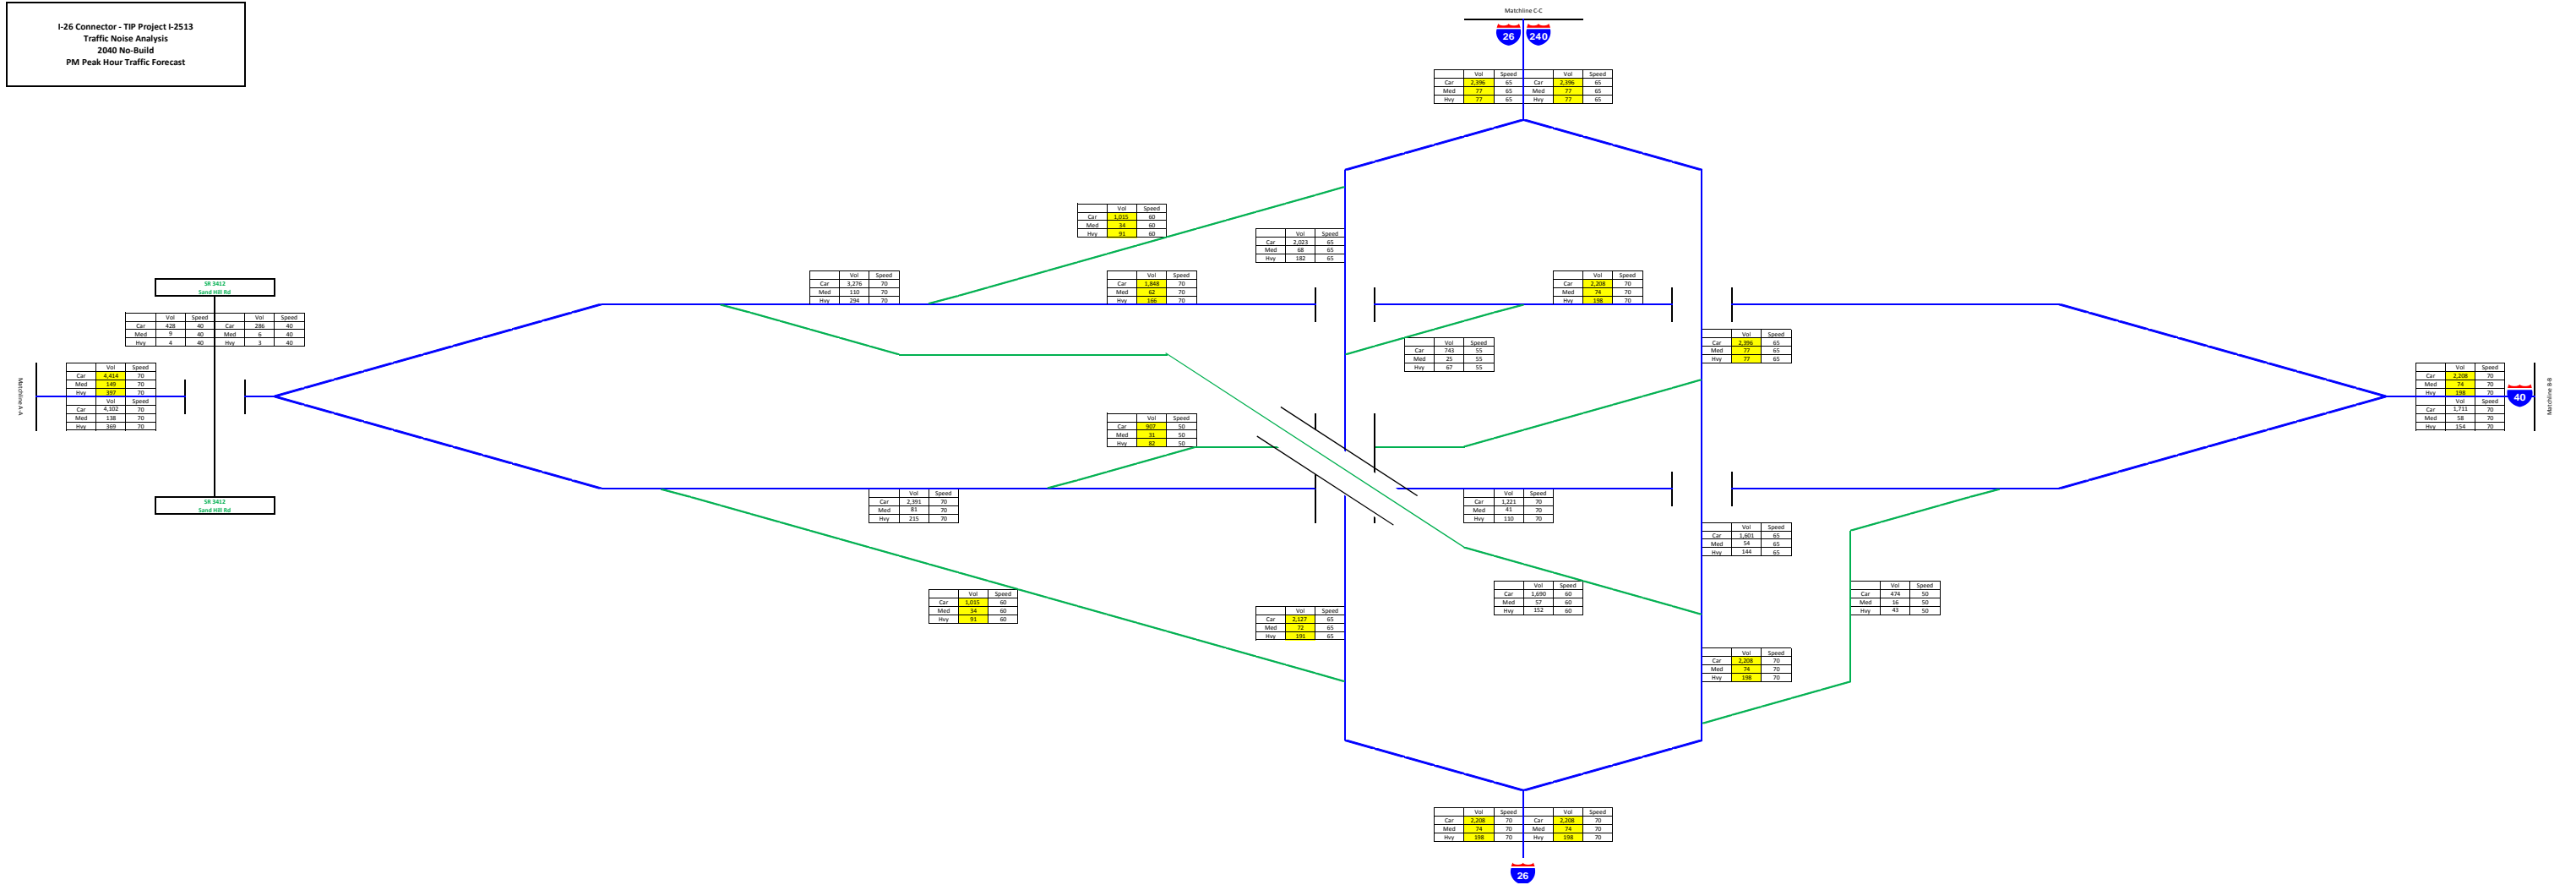 I-26 Connector - TIP Project I-2513
Traffic Noise Analysis
2040 No-Build
PM Peak Hour Traffic Forecast
Matchline C-C
26 240
Vol Speed Vol Speed
Car 2,396 65 Car 2,396 65
Med 77 65 Med 77 65
Hvy 77 65 Hvy 77 65
Vol Speed
Car 1,015 60
Med 34 60
Hvy 91 60
Vol Speed
Car 2,023 65
Med 68 65
Hvy 182 65
Vol Speed
Car 3,276 70
Med 110 70
Hvy 294 70
Vol Speed
Car 1,848 70
Med 62 70
Hvy 166 70
Vol Speed
Car 2,208 70
Med 74 70
Hvy 198 70
SR 3412
Sand Hill Rd
Vol Speed Vol Speed
Car 428 40 Car 286 40
Med 9 40 Med 6 40
Hvy 4 40 Hvy 3 40
Vol Speed
Car 743 55
Med 25 55
Hvy 67 55
Vol Speed
Car 2,396 65
Med 77 65
Hvy 77 65
Matchline A-A
Vol Speed
Car 4,414 70
Med 149 70
Hvy 397 70
Vol Speed
Car 4,102 70
Med 138 70
Hvy 369 70
Vol Speed
Car 2,208 70
Med 74 70
Hvy 198 70
Vol Speed
Car 1,711 70
Med 58 70
Hvy 154 70
40
Matchline B-B
Vol Speed
Car 907 50
Med 31 50
Hvy 82 50
SR 3412
Sand Hill Rd
Vol Speed
Car 2,391 70
Med 81 70
Hvy 215 70
Vol Speed
Car 1,221 70
Med 41 70
Hvy 110 70
Vol Speed
Car 1,601 65
Med 54 65
Hvy 144 65
Vol Speed
Car 1,015 60
Med 34 60
Hvy 91 60
Vol Speed
Car 2,127 65
Med 72 65
Hvy 191 65
Vol Speed
Car 1,690 60
Med 57 60
Hvy 152 60
Vol Speed
Car 474 50
Med 16 50
Hvy 43 50
Vol Speed
Car 2,208 70
Med 74 70
Hvy 198 70
Vol Speed Vol Speed
Car 2,208 70 Car 2,208 70
Med 74 70 Med 74 70
Hvy 198 70 Hvy 198 70
26